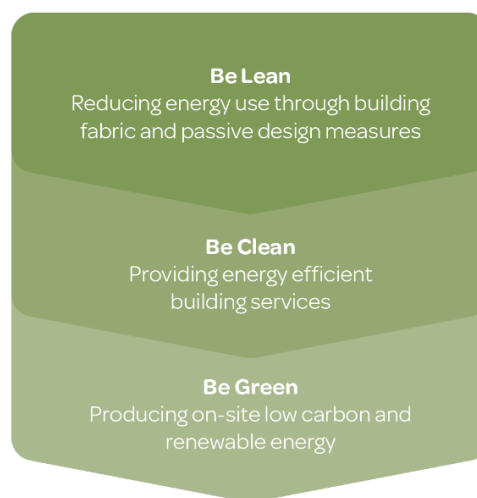 Be Lean
Reducing energy use through building
fabric and passive design measures
Be Clean
Providing energy efficient
building services
Be Green
Producing on-site low carbon and
renewable energy